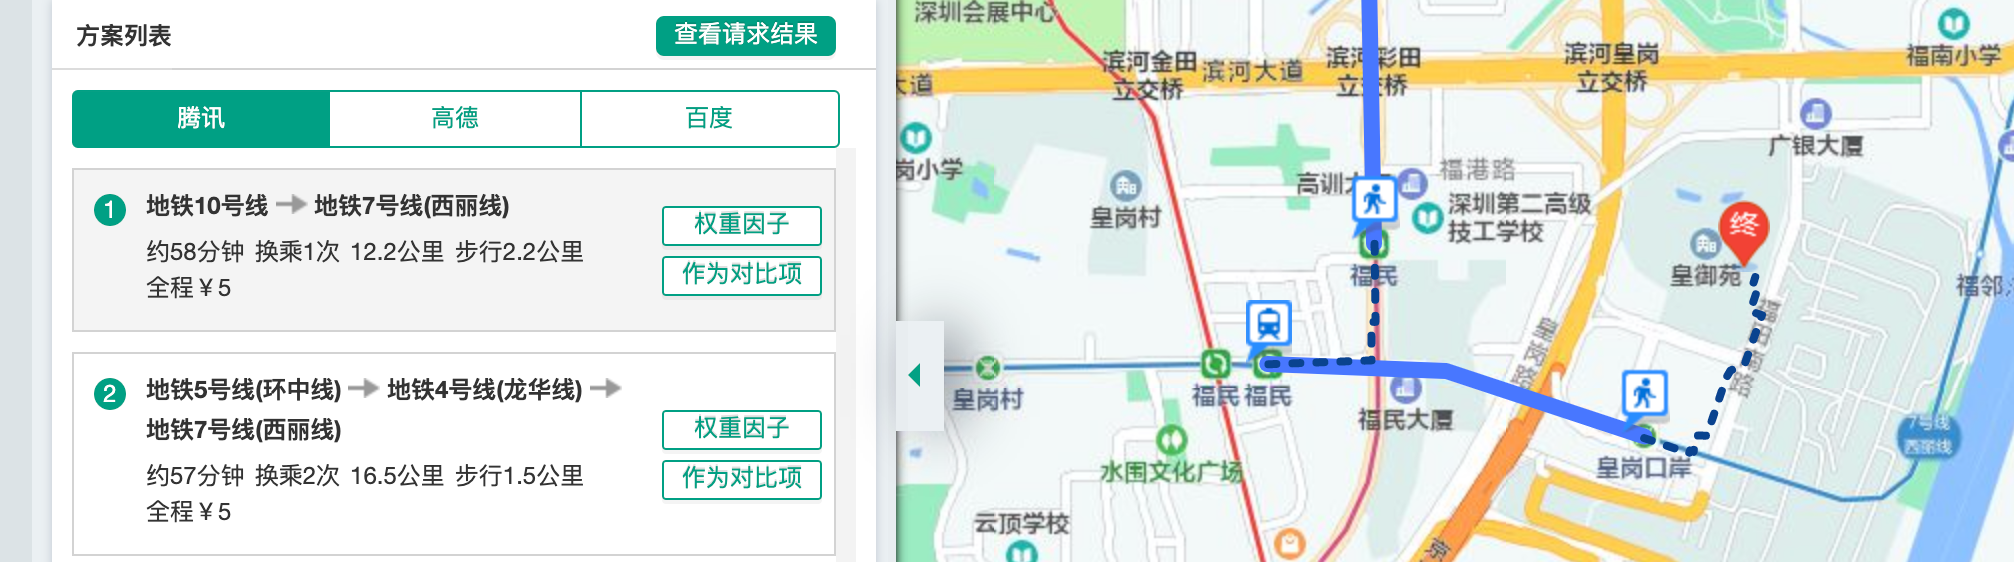 方案列表
查看请求结果
腾讯
高德
百度
1
地铁10号线 → 地铁7号线(西丽线)
约58分钟 换乘1次 12.2公里 步行2.2公里
全程￥5
权重因子
作为对比项
2
地铁5号线(环中线) → 地铁4号线(龙华线) →
地铁7号线(西丽线)
约57分钟 换乘2次 16.5公里 步行1.5公里
全程￥5
权重因子
作为对比项
深圳会展中心
滨河金田
立交桥
滨河大道
滨河彩田
立交桥
滨河皇岗
立交桥
福南小学
大道
岗小学
广银大厦
皇岗村
高训大
福港路
深圳第二高级
技工学校
终
皇御苑
福民
福邻
皇岗路
皇岗村
福民
福民
福民大厦
皇岗口岸
7号线
西丽线
水围文化广场
云顶学校
京